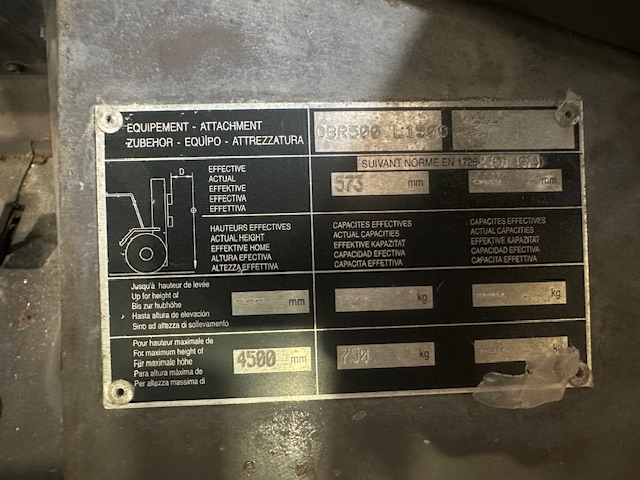 EQUIPEMENT - ATTACHMENT
ZUBEHOR - EQUIPO - ATTREZZATURA
L1500
SUIVANT NORME EN 1726
D
EFFECTIVE
ACTUAL
EFFEKTIVE
EFFECTIVA
EFFETTIVA
573 mm
mm
HAUTEURS EFFECTIVES
ACTUAL HEIGHT
EFFEKTIVE HOME
ALTURA EFECTIVA
ALTEZZA EFFETTIVA
CAPACITES EFFECTIVES
ACTUAL CAPACITIES
EFFEKTIVE KAPAZITAT
CAPACIDAD EFECTIVA
CAPACITA EFFETTIVA
CAPACITES EFFECTIVES
ACTUAL CAPACITIES
EFFEKTIVE KAPAZITAT
CAPACIDAD EFECTIVA
CAPACITA EFFETTIVA
Jusqu'à hauteur de levée
Up for height of
Bis zur hubhöhe
Hasta altura de elevación
Sino ad altezza di sollevamento
mm
kg
kg
Pour hauteur maximale de
For maximum height of
Für maximale höhe
Para altura máxima de
Per altezza massima di
4500 mm
kg
kg